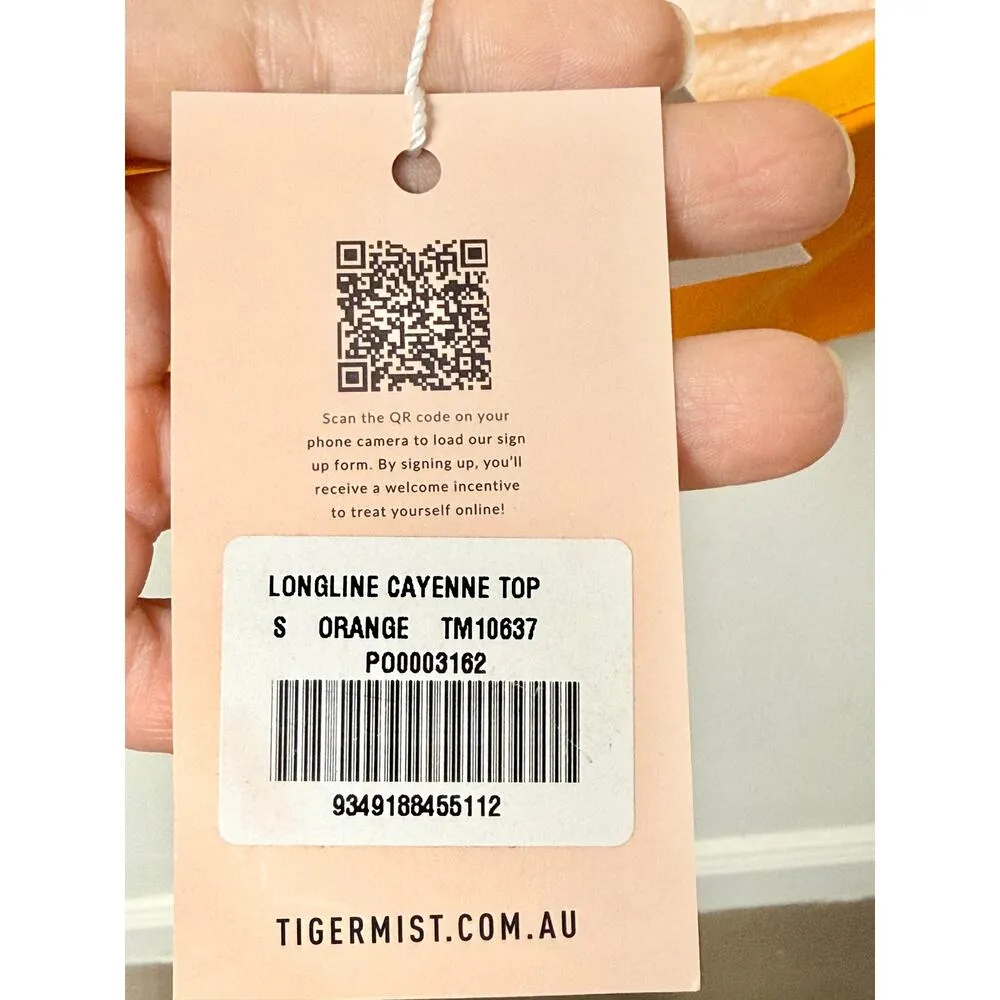 Scan the QR code on your
phone camera to load our sign
up form. By signing up, you'll
receive a welcome incentive
to treat yourself online!
LONGLINE CAYENNE TOP
S ORANGE TM10637
PO0003162
9349188455112
TIGERMIST.COM.AU